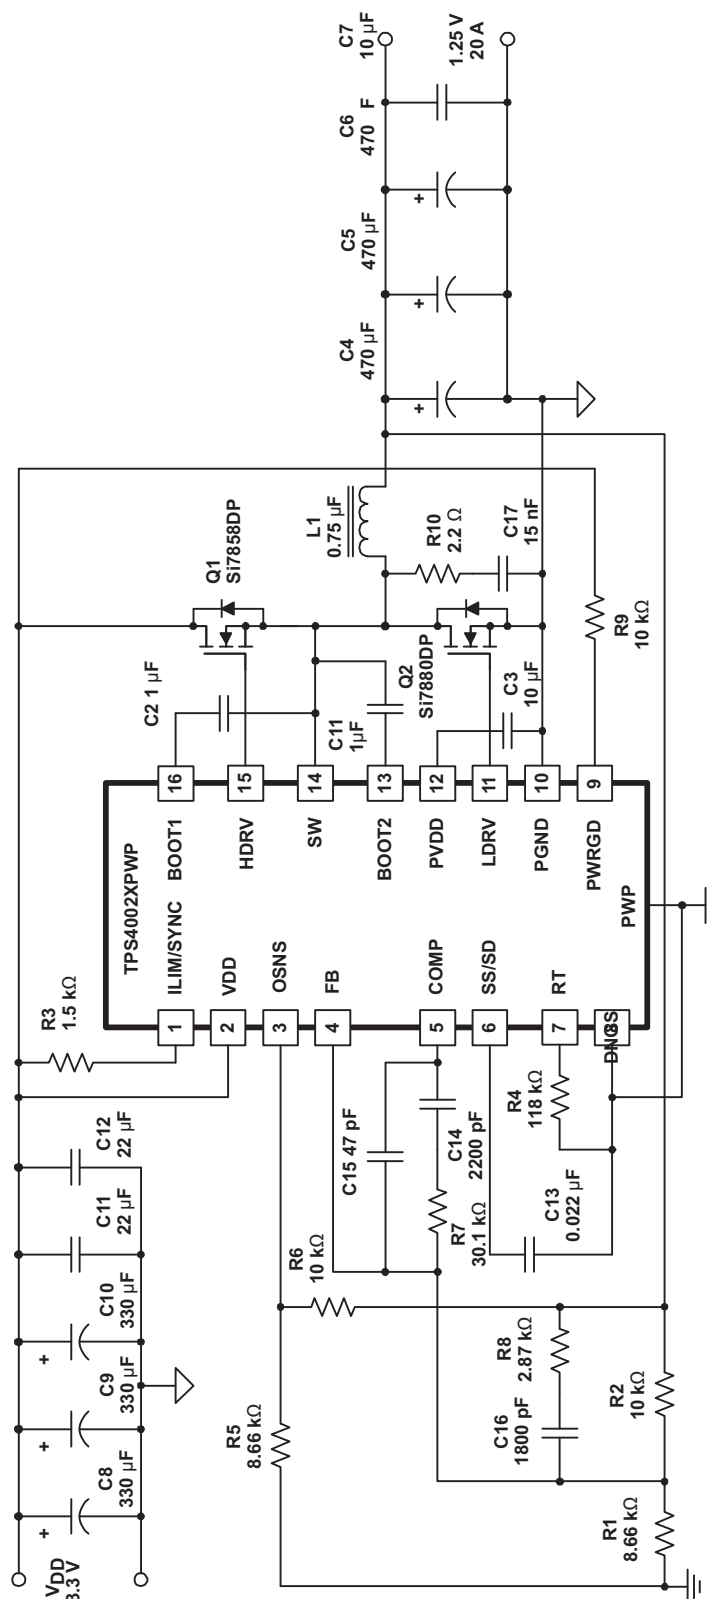 VDD
3.3 V
C8
330 µF
C9
330 µF
C10
330 µF
C11
22 µF
C12
22 µF
R3
1.5 kΩ
TPS4002XPWP
1
ILIM/SYNC
BOOT1
16
2
VDD
HDRV
15
3
OSNS
SW
14
4
FB
BOOT2
13
PVDD
12
5
COMP
LDRV
11
6
SS/SD
PGND
10
7
RT
PWRGD
9
8
PWP
C2 1 µF
Q1
Si7858DP
C11
1µF
Q2
Si7880DP
C3
10 µF
L1
0.75 µF
R10
2.2 Ω
C17
15 nF
R9
10 kΩ
C4
470 µF
C5
470 µF
C6
470 F
C7
10 µF
1.25 V
20 A
R5
8.66 kΩ
R6
10 kΩ
C15 47 pF
C14
2200 pF
R7
30.1 kΩ
R4
118 kΩ
C13
0.022 µF
R8
2.87 kΩ
C16
1800 pF
R2
10 kΩ
R1
8.66 kΩ